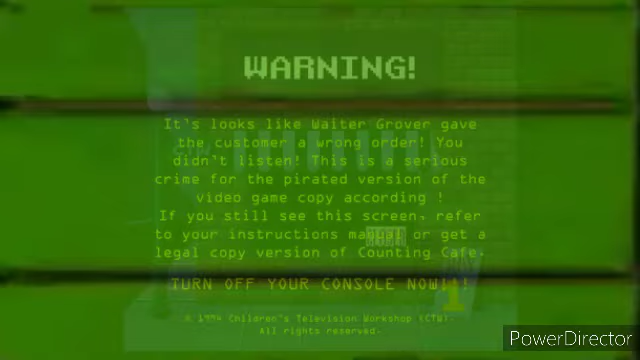 WARNING!
It's looks like Waiter Grover gave
the customer a wrong order! You
didn't listen! This is a serious
crime for the pirated version of the
video game copy according !
If you still see this screen, refer
to your instructions manual or get a
legal copy version of Counting Cafe.
TURN OFF YOUR CONSOLE NOW!!!
© 1994 Children's Television Workshop (CTW).
All rights reserved.
PowerDirector